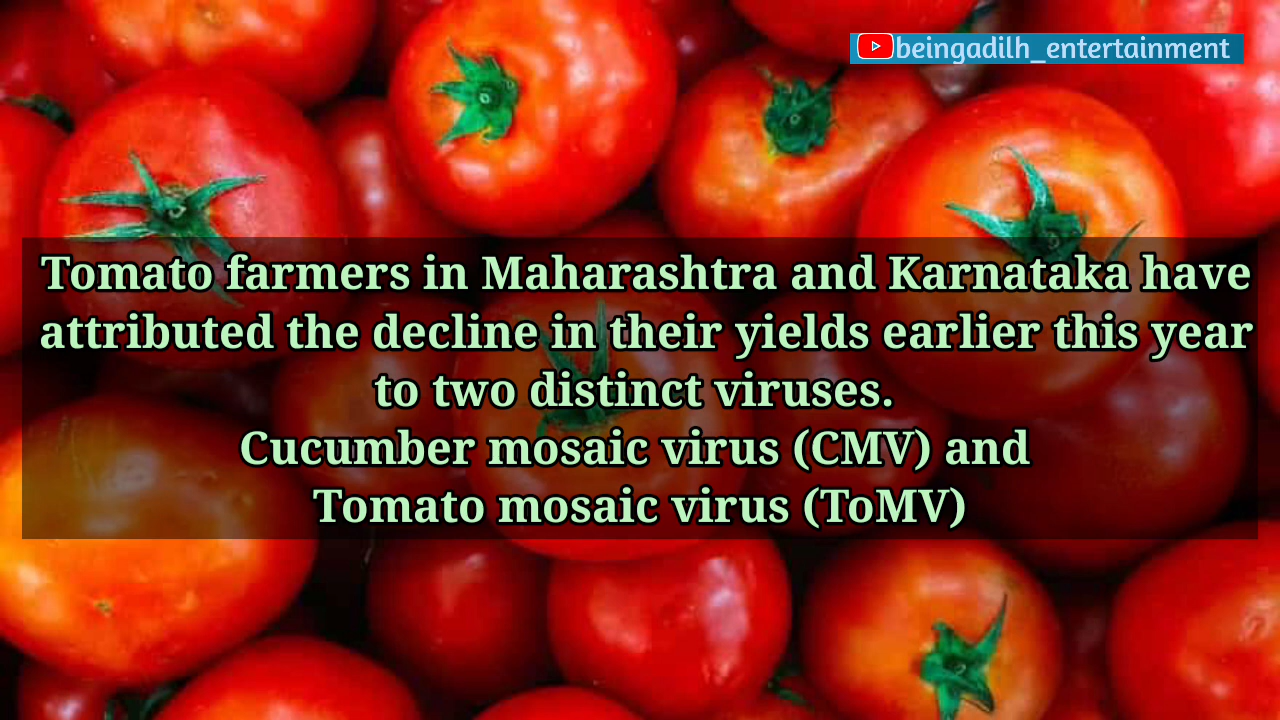 beingadilh_entertainment
Tomato farmers in Maharashtra and Karnataka have
attributed the decline in their yields earlier this year
to two distinct viruses.
Cucumber mosaic virus (CMV) and
Tomato mosaic virus (ToMV)